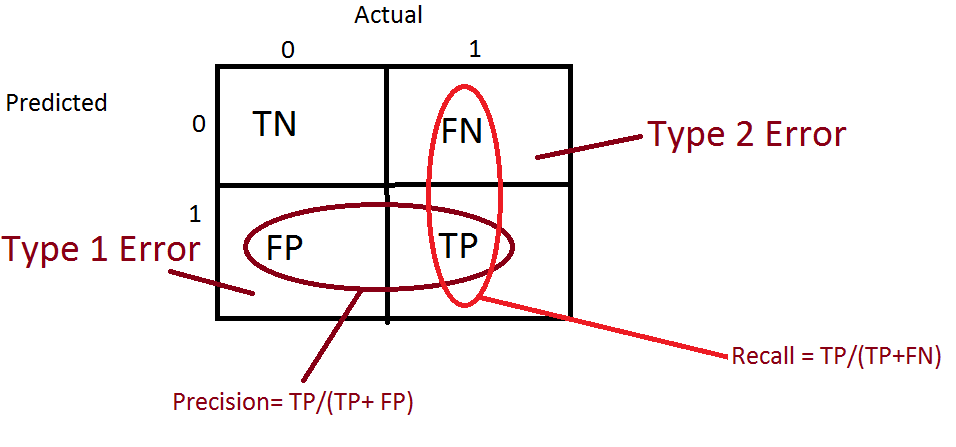 Actual
0 1
Predicted
0 TN FN
Type 2 Error
1
Type 1 Error
FP TP
Recall = TP/(TP+FN)
Precision= TP/(TP+ FP)